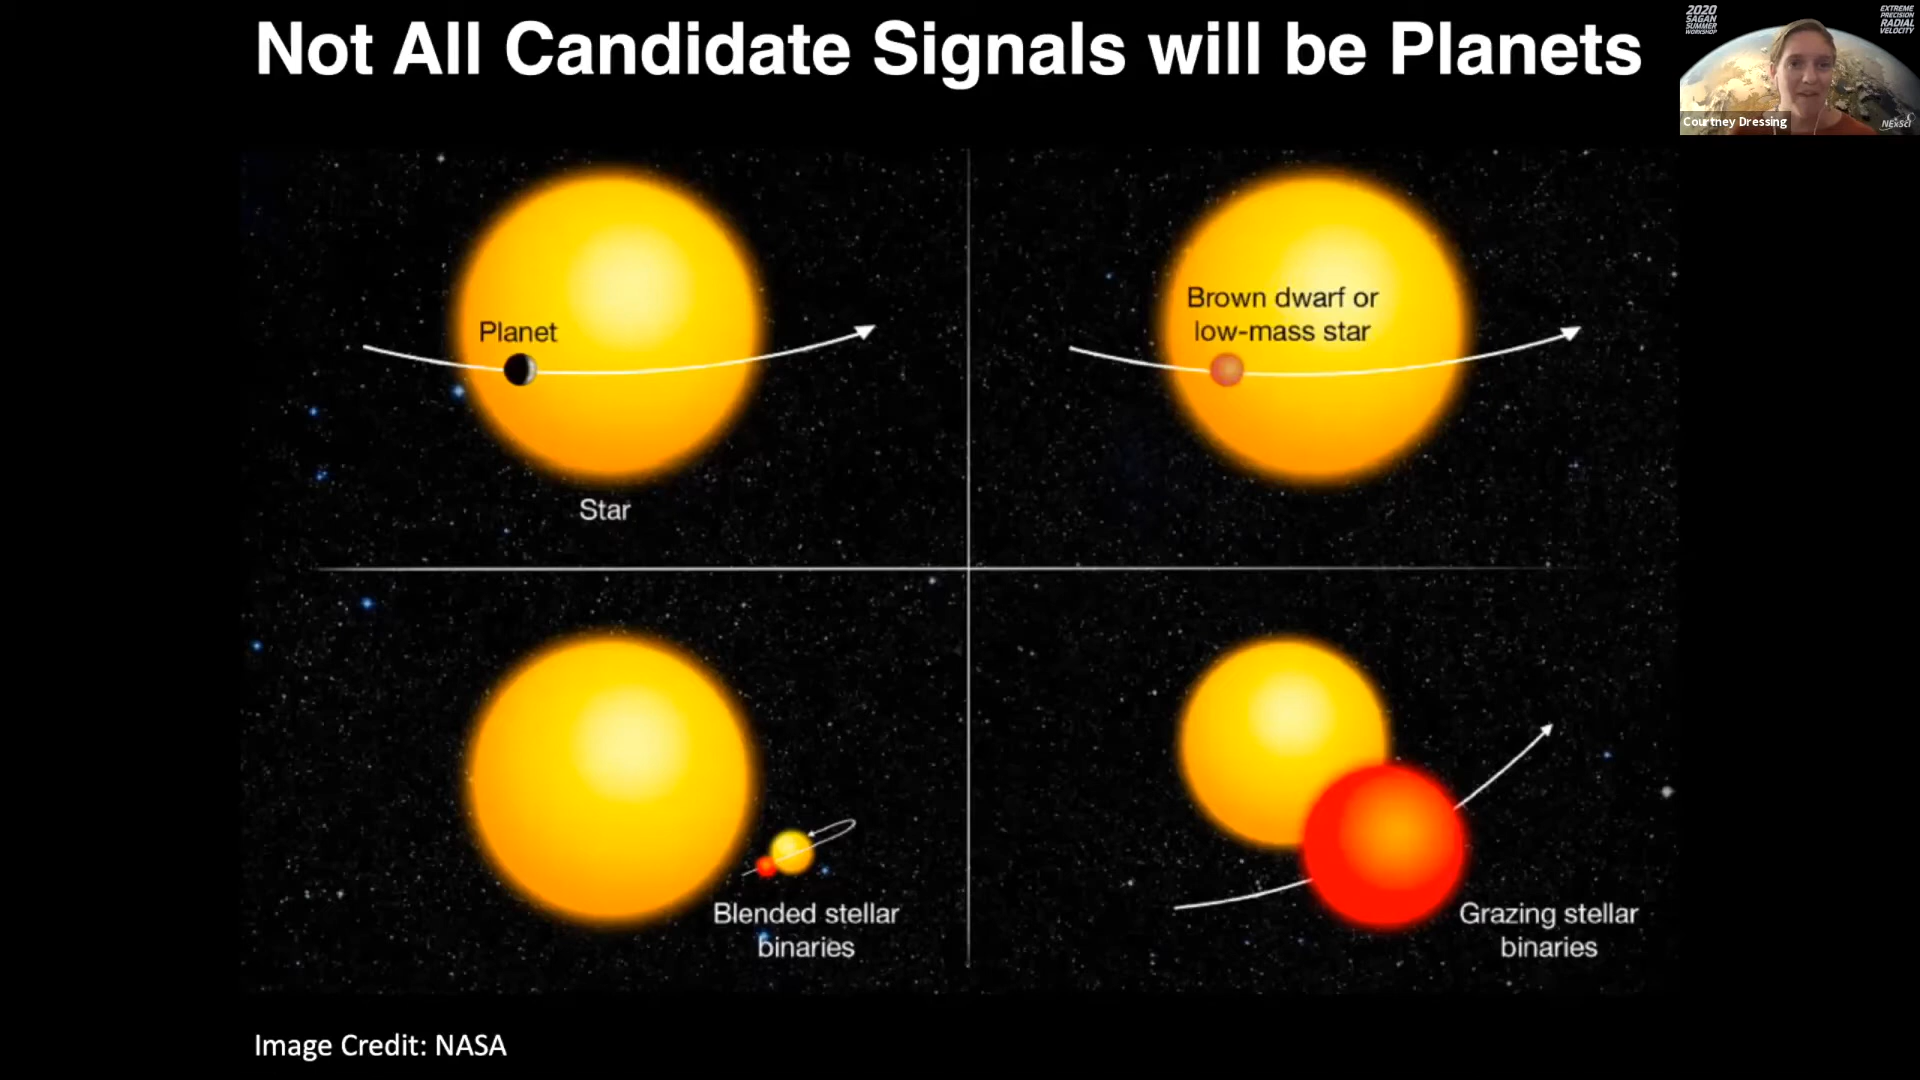 Not All Candidate Signals will be Planets
2020
SAGAN
SUMMER
WORKSHOP
EXTREME
PRECISION
RADIAL
VELOCITY
Courtney Dressing
NExScI
Planet
Star
Brown dwarf or
low-mass star
Blended stellar
binaries
Grazing stellar
binaries
Image Credit: NASA